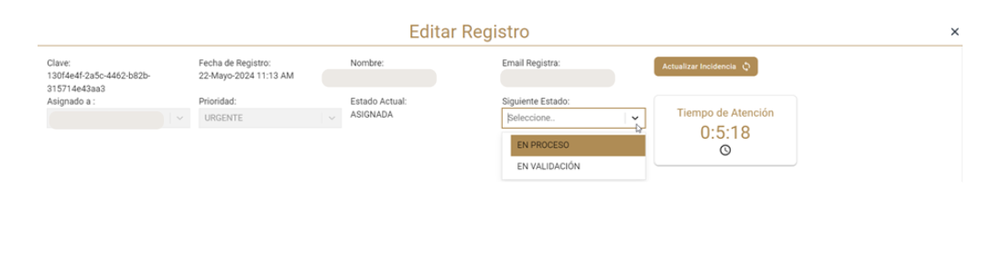 Editar Registro
×
Clave:
130f4e4f-2a5c-4462-b82b-
315714e43aa3
Fecha de Registro:
22-Mayo-2024 11:13 AM
Nombre:
Email Registra:
Actualizar Incidencia
Asignado a :
Prioridad:
URGENTE
Estado Actual:
ASIGNADA
Siguiente Estado:
Seleccione..
EN PROCESO
EN VALIDACIÓN
Tiempo de Atención
0:5:18